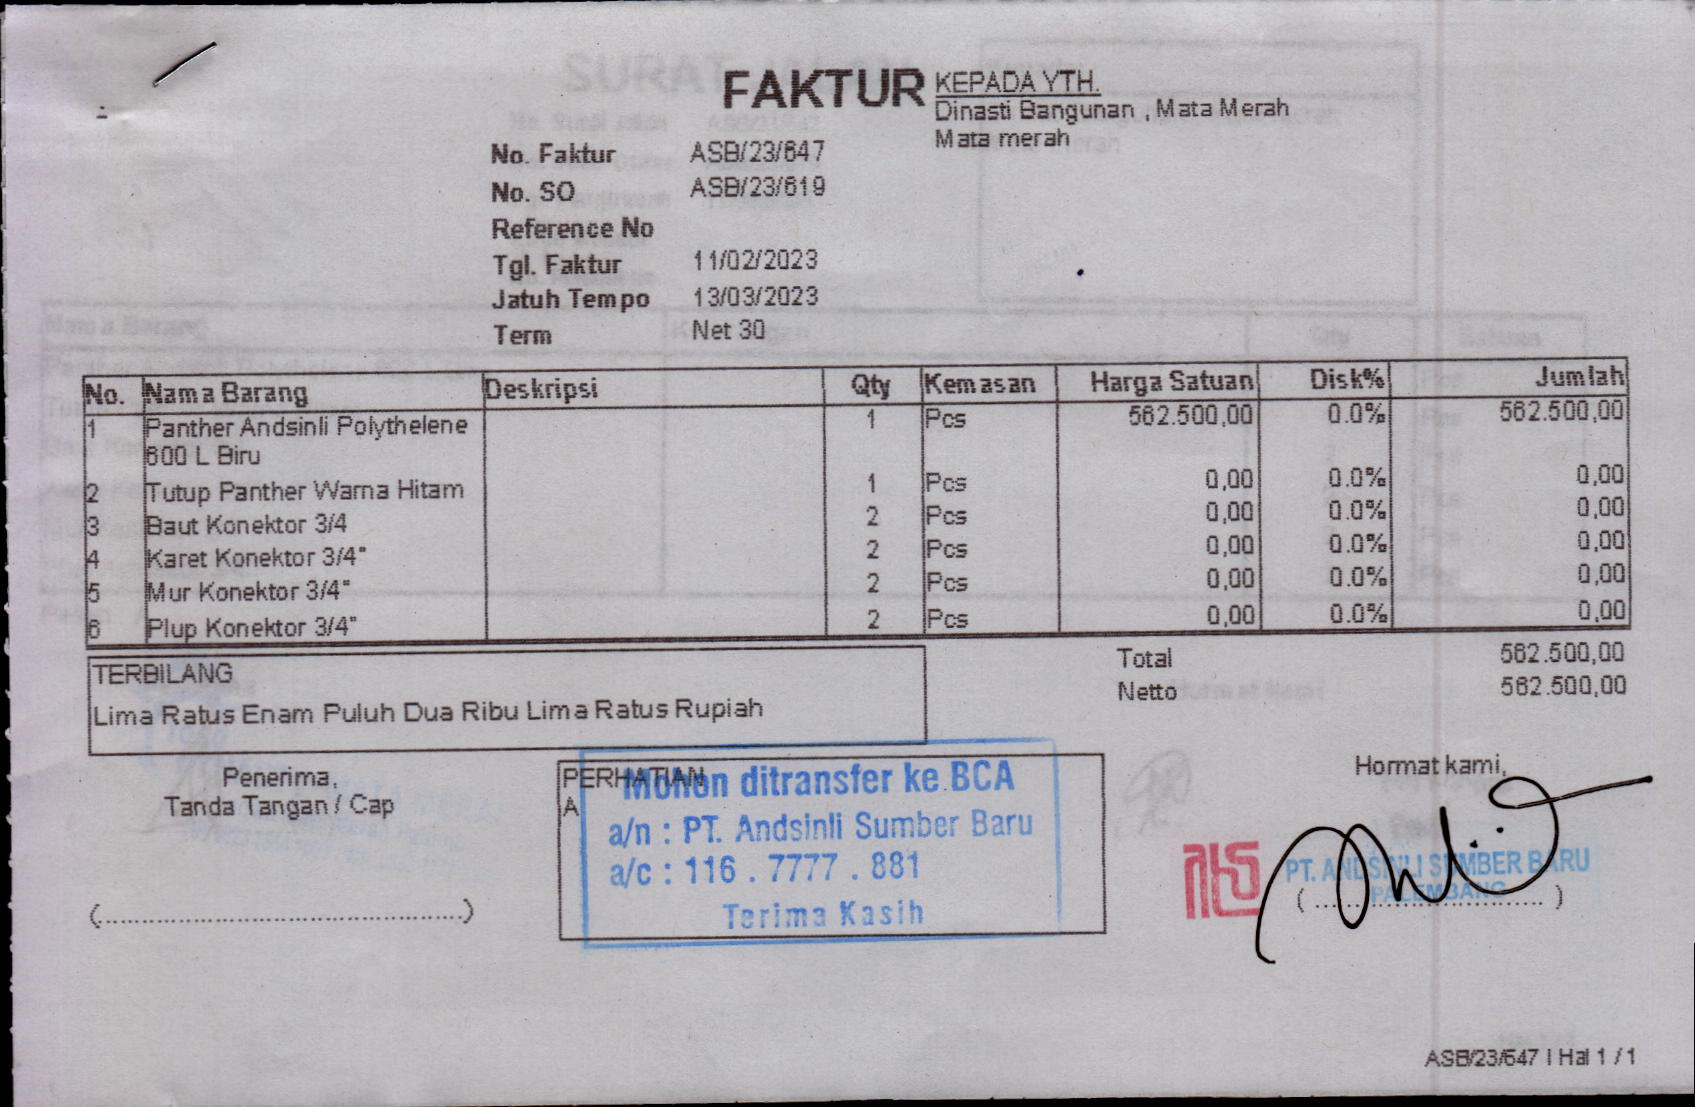 FAKTUR
KEPADA YTH.
Dinasti Bangunan , Mata Merah
Mata merah
No. Faktur ASB/23/647
No. SO ASB/23/619
Reference No
Tgl. Faktur 11/02/2023
Jatuh Tempo 13/03/2023
Term Net 30
No. Nama Barang Deskripsi Qty Kemasan Harga Satuan Disk% Jumlah
1 Panther Andsinli Polythelene 1 Pcs 562.500,00 0.0% 562.500,00
600 L Biru
2 Tutup Panther Warna Hitam 1 Pcs 0,00 0.0% 0,00
3 Baut Konektor 3/4 2 Pcs 0,00 0.0% 0,00
4 Karet Konektor 3/4" 2 Pcs 0,00 0.0% 0,00
5 Mur Konektor 3/4" 2 Pcs 0,00 0.0% 0,00
6 Plup Konektor 3/4" 2 Pcs 0,00 0.0% 0,00
Total 562.500,00
Netto 562.500,00
TERBILANG
Lima Ratus Enam Puluh Dua Ribu Lima Ratus Rupiah
Penerima,
Tanda Tangan / Cap
(..............................................)
PERHATIAN
A
Mohon ditransfer ke BCA
a/n : PT. Andsinli Sumber Baru
a/c : 116 . 7777 . 881
Terima Kasih
Hormat kami,
PT. ANDSINLI SUMBER BARU
PALEMBANG
( .............................. )
ASB/23/647 | Hal 1 / 1